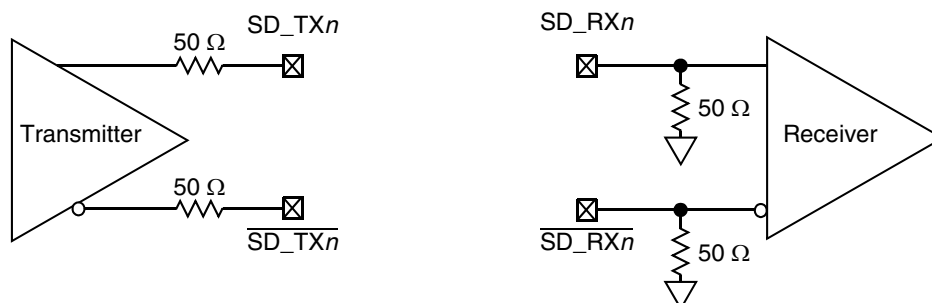 SD_TXn
50 Ω
Transmitter
50 Ω
SD_TXn
SD_RXn
50 Ω
Receiver
SD_RXn
50 Ω